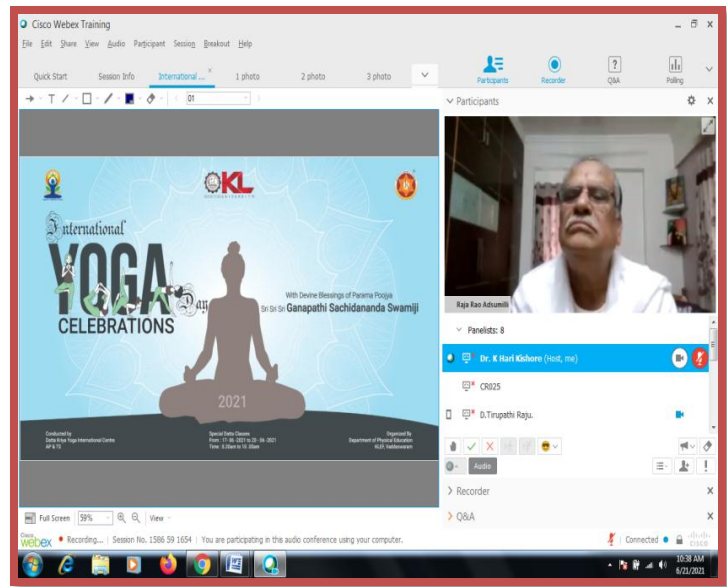 Cisco Webex Training
File Edit Share View Audio Participant Session Breakout Help
Quick Start Session Info International ... 1 photo 2 photo 3 photo
Participants Recorder Q&A Polling
01
Participants
KL
International
YOGA Day
CELEBRATIONS
With Devine Blessings of Parama Poojya
Sri Sri Sri Ganapathi Sachidananda Swamiji
2021
Conducted by
Datta Kriya Yoga International Centre
AP & TS
Special Datta Classes
From : 17- 06 -2021 to 20 - 06 -2021
Time : 8.30am to 10 .00am
Organized By
Department of Physical Education
KLEF, Vaddeswaram
Raja Rao Adsumilli
Panelists: 8
Dr. K Hari Kishore (Host, me)
CR025
D.Tirupathi Raju.
Audio
Recorder
Q&A
Full Screen 59% View
Cisco Webex Recording... Session No. 1586 59 1654 You are participating in this audio conference using your computer.
Connected
CISCO
10:38 AM
6/21/2021